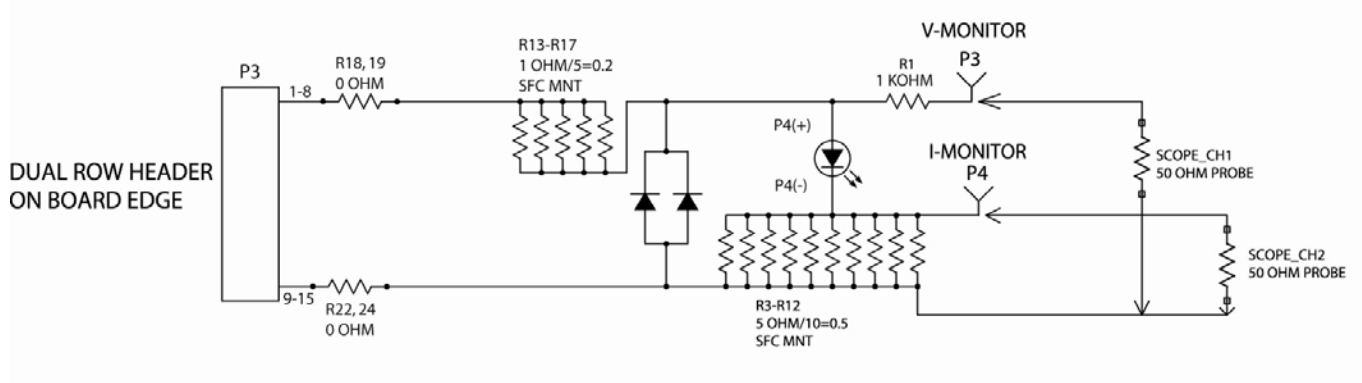 V-MONITOR
P3
R13-R17
1 OHM/5=0.2
SFC MNT
R18, 19
0 OHM
R1
1 KOHM
P3
1-8
P4(+)
I-MONITOR
P4
SCOPE_CH1
50 OHM PROBE
DUAL ROW HEADER
ON BOARD EDGE
P4(-)
SCOPE_CH2
50 OHM PROBE
9-15
R22, 24
0 OHM
R3-R12
5 OHM/10=0.5
SFC MNT